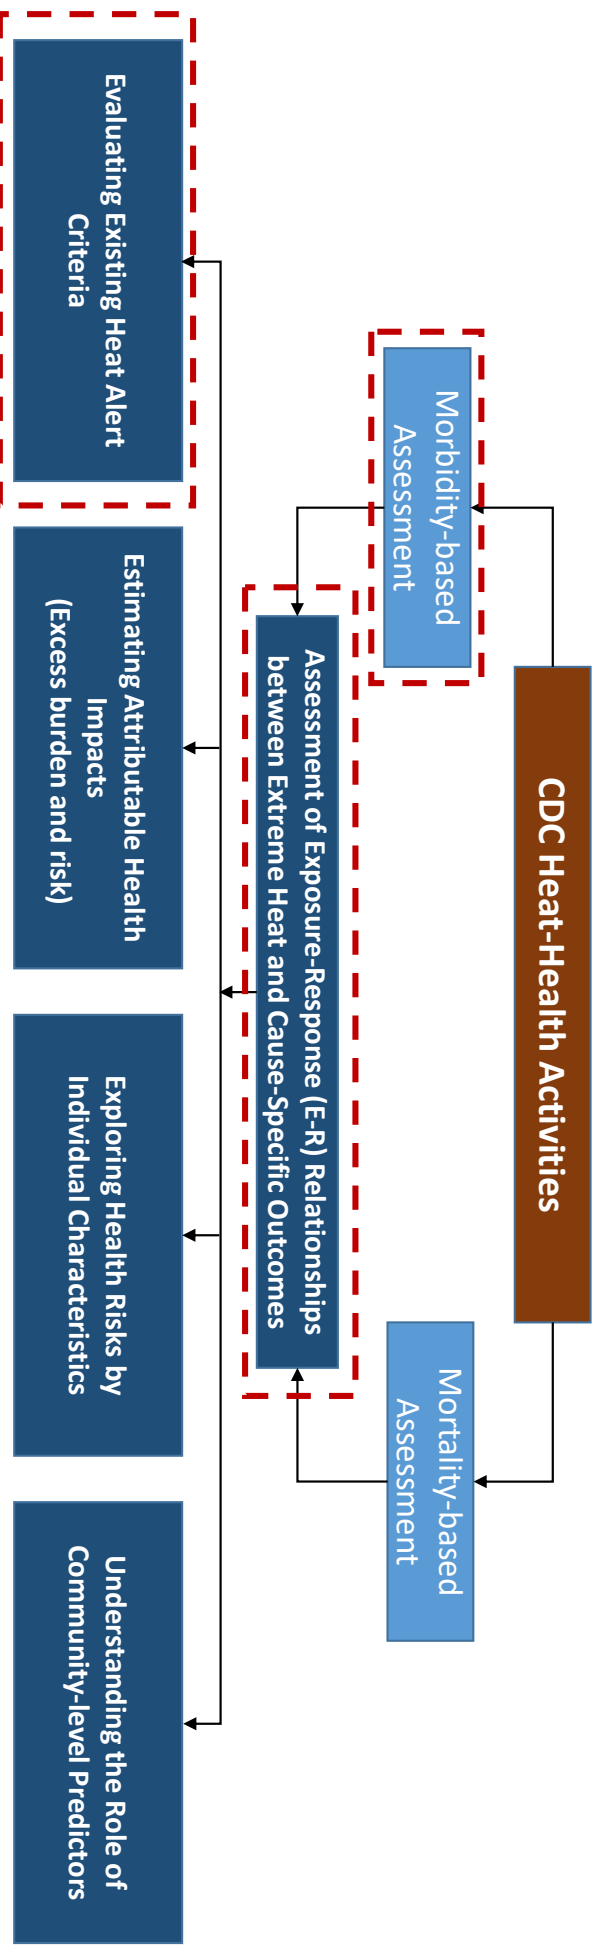 CDC Heat-Health Activities
Morbidity-based
Assessment
Mortality-based
Assessment
Assessment of Exposure-Response (E-R) Relationships
between Extreme Heat and Cause-Specific Outcomes
Evaluating Existing Heat Alert
Criteria
Estimating Attributable Health
Impacts
(Excess burden and risk)
Exploring Health Risks by
Individual Characteristics
Understanding the Role of
Community-level Predictors